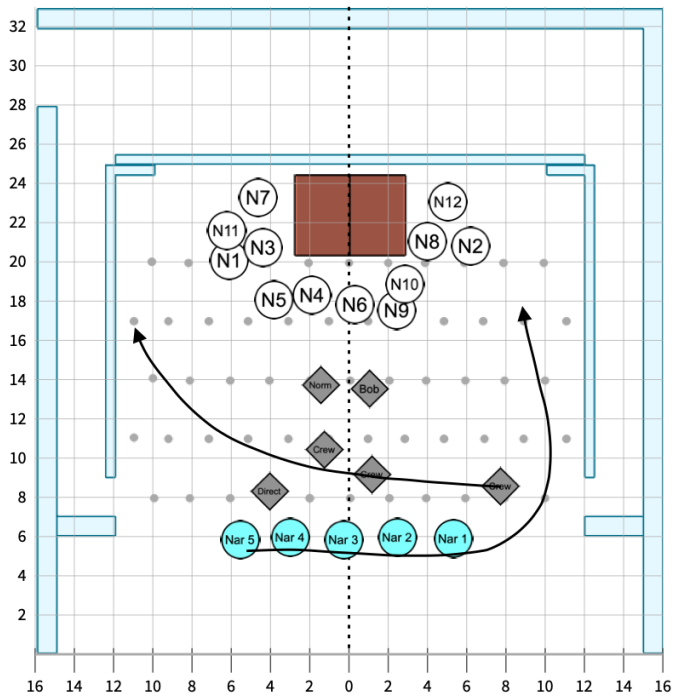 32
30
28
26
24
22
20
18
16
14
12
10
8
6
4
2
N7
N12
N11
N3
N8
N2
N1
N10
N5
N4
N6
N9
Norm
Bob
Crew
Crew
Crew
Direct
Nar 5
Nar 4
Nar 3
Nar 2
Nar 1
16 14 12 10 8 6 4 2 0 2 4 6 8 10 12 14 16